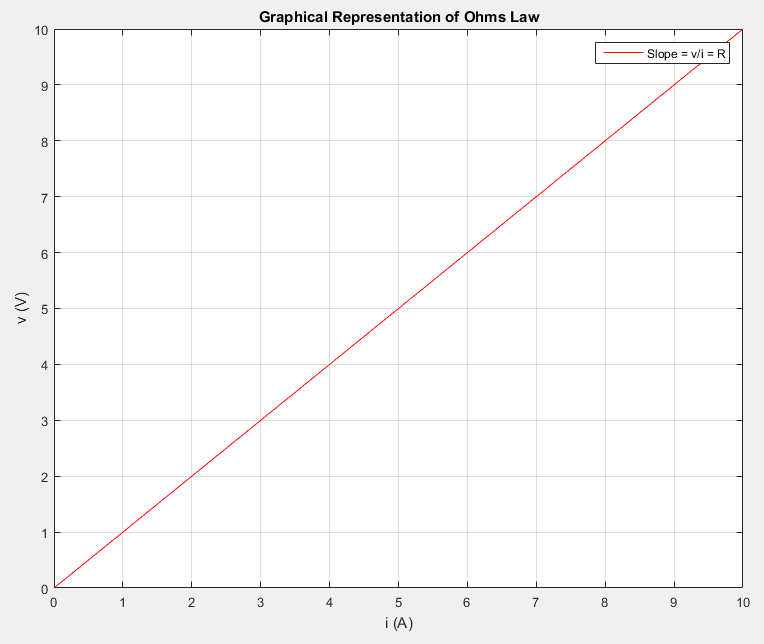 Graphical Representation of Ohms Law
Slope = v/i = R
10
9
8
7
6
5
4
3
2
1
0
v (V)
0 1 2 3 4 5 6 7 8 9 10
i (A)